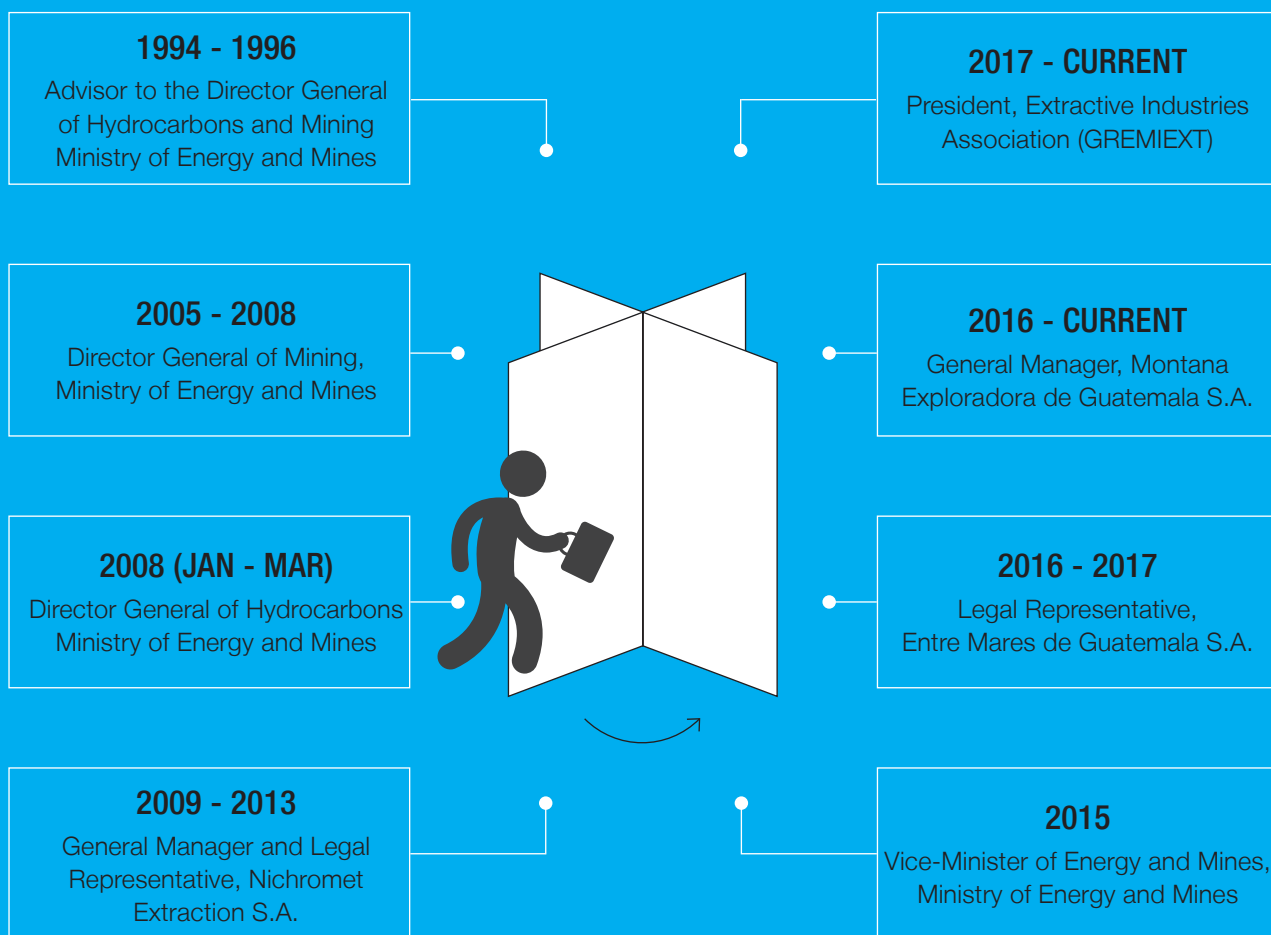 1994 - 1996
Advisor to the Director General
of Hydrocarbons and Mining
Ministry of Energy and Mines
2005 - 2008
Director General of Mining,
Ministry of Energy and Mines
2008 (JAN - MAR)
Director General of Hydrocarbons
Ministry of Energy and Mines
2009 - 2013
General Manager and Legal
Representative, Nichromet
Extraction S.A.
2015
Vice-Minister of Energy and Mines,
Ministry of Energy and Mines
2016 - 2017
Legal Representative,
Entre Mares de Guatemala S.A.
2016 - CURRENT
General Manager, Montana
Exploradora de Guatemala S.A.
2017 - CURRENT
President, Extractive Industries
Association (GREMIEXT)